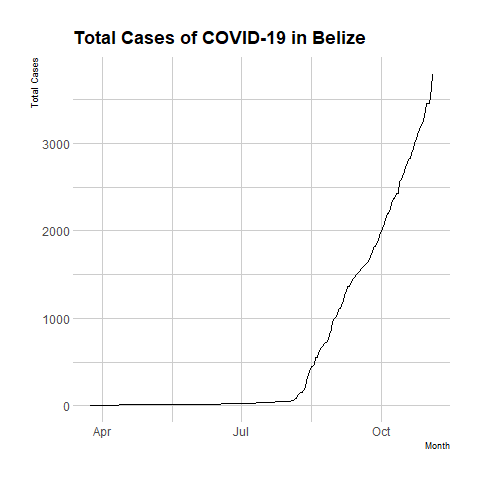 Total Cases of COVID-19 in Belize
Total Cases
3000
2000
1000
0
Apr
Jul
Oct
Month